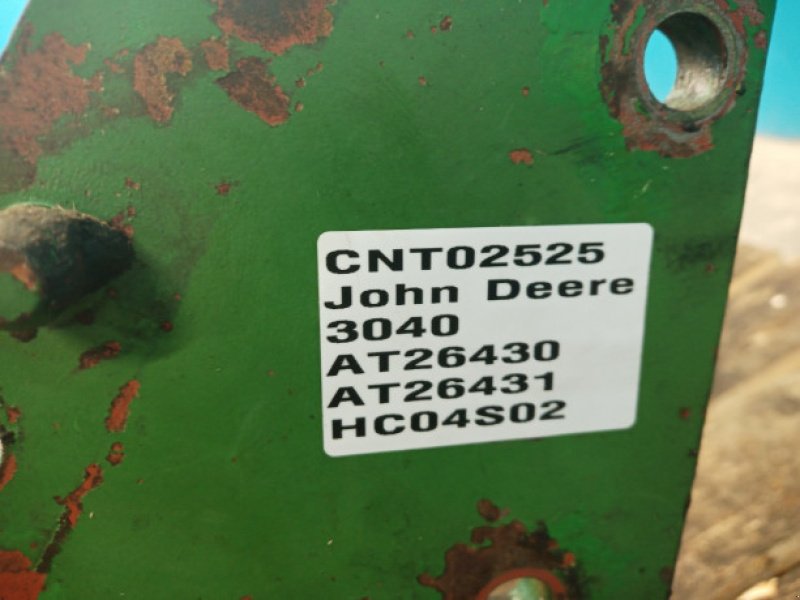 CNT02525
John Deere
3040
AT26430
AT26431
HC04S02